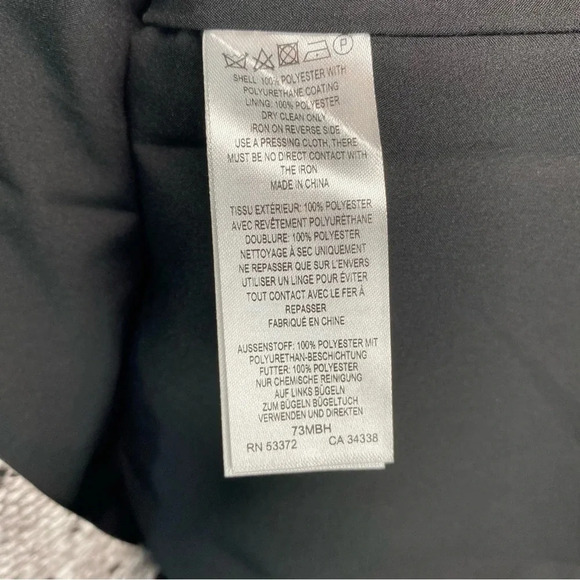 P
SHELL: 100% POLYESTER WITH
POLYURETHANE COATING
LINING: 100% POLYESTER
DRY CLEAN ONLY
IRON ON REVERSE SIDE
USE A PRESSING CLOTH, THERE
MUST BE NO DIRECT CONTACT WITH
THE IRON
MADE IN CHINA
TISSU EXTÉRIEUR: 100% POLYESTER
AVEC REVÊTEMENT POLYURÉTHANE
DOUBLURE: 100% POLYESTER
NETTOYAGE À SEC UNIQUEMENT
NE REPASSER QUE SUR L'ENVERS
UTILISER UN LINGE POUR ÉVITER
TOUT CONTACT AVEC LE FER À
REPASSER
FABRIQUÉ EN CHINE
AUSSENSTOFF: 100% POLYESTER MIT
POLYURETHAN-BESCHICHTUNG
FUTTER: 100% POLYESTER
NUR CHEMISCHE REINIGUNG
AUF LINKS BÜGELN
ZUM BÜGELN BÜGELTUCH
VERWENDEN UND DIREKTEN
73MBH
RN 53372 CA 34338